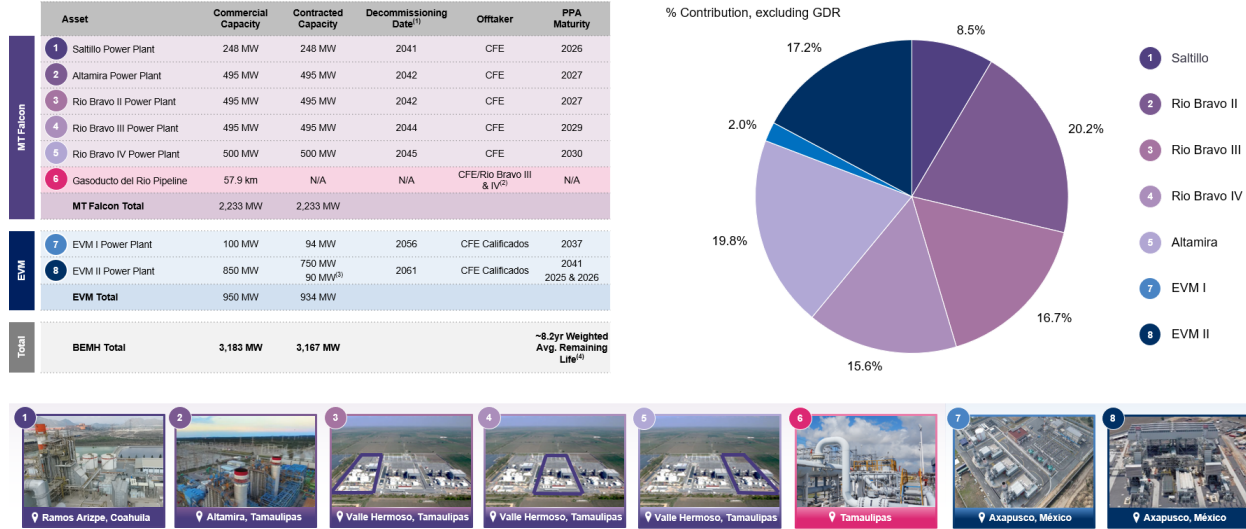 Asset
Commercial Capacity
Contracted Capacity
Decommissioning Date(1)
Offtaker
PPA Maturity
MT Falcon
1 Saltillo Power Plant 248 MW 248 MW 2041 CFE 2026
2 Altamira Power Plant 495 MW 495 MW 2042 CFE 2027
3 Rio Bravo II Power Plant 495 MW 495 MW 2042 CFE 2027
4 Rio Bravo III Power Plant 495 MW 495 MW 2044 CFE 2029
5 Rio Bravo IV Power Plant 500 MW 500 MW 2045 CFE 2030
6 Gasoducto del Rio Pipeline 57.9 km N/A N/A CFE/Rio Bravo III & IV(2) N/A
MT Falcon Total 2,233 MW 2,233 MW
EVM
7 EVM I Power Plant 100 MW 94 MW 2056 CFE Calificados 2037
8 EVM II Power Plant 850 MW 750 MW 90 MW(3) 2061 CFE Calificados 2041 2025 & 2026
EVM Total 950 MW 934 MW
Total
BEMH Total 3,183 MW 3,167 MW ~8.2yr Weighted Avg. Remaining Life(4)
% Contribution, excluding GDR
8.5%
20.2%
16.7%
15.6%
19.8%
2.0%
17.2%
1 Saltillo
2 Rio Bravo II
3 Rio Bravo III
4 Rio Bravo IV
5 Altamira
7 EVM I
8 EVM II
1 Ramos Arizpe, Coahuila
2 Altamira, Tamaulipas
3 Valle Hermoso, Tamaulipas
4 Valle Hermoso, Tamaulipas
5 Valle Hermoso, Tamaulipas
6 Tamaulipas
7 Axapusco, México
8 Axapusco, México